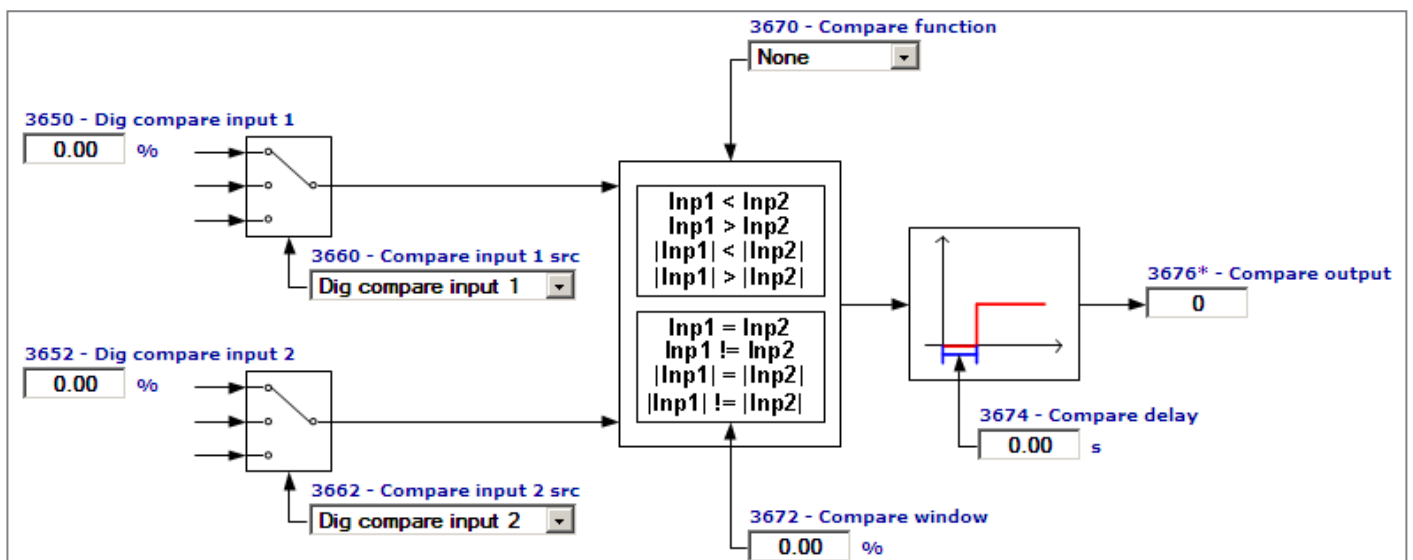 3670 - Compare function
None
3650 - Dig compare input 1
0.00 %
3660 - Compare input 1 src
Dig compare input 1
Inp1 < Inp2
Inp1 > Inp2
|Inp1| < |Inp2|
|Inp1| > |Inp2|
Inp1 = Inp2
Inp1 != Inp2
|Inp1| = |Inp2|
|Inp1| != |Inp2|
3676* - Compare output
0
3652 - Dig compare input 2
0.00 %
3674 - Compare delay
0.00 s
3662 - Compare input 2 src
Dig compare input 2
3672 - Compare window
0.00 %